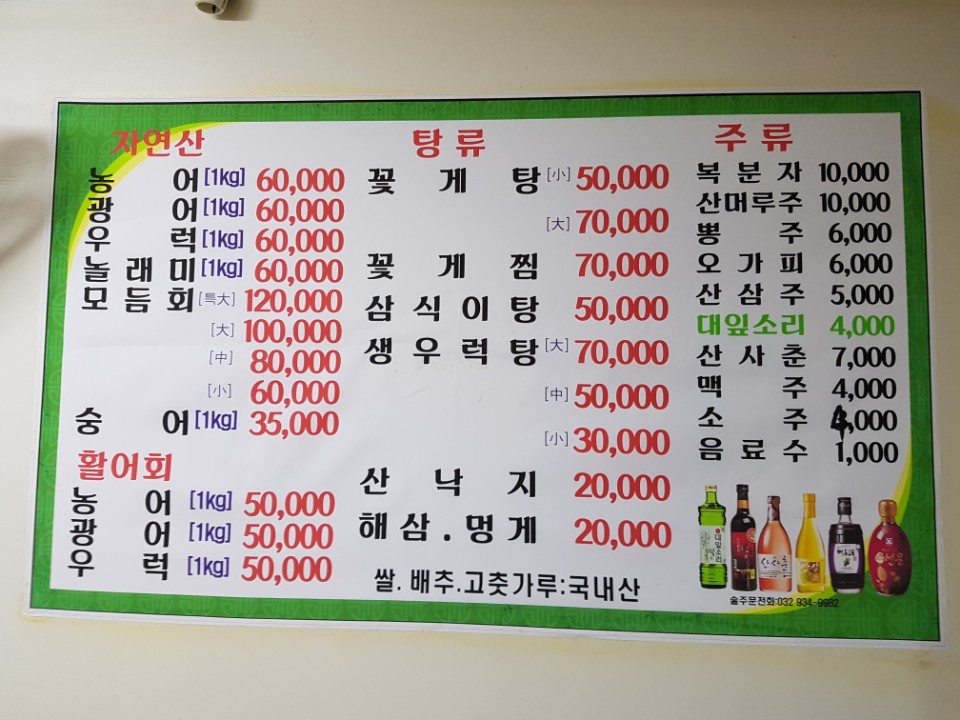 자연산
농 어 [1kg] 60,000
광 어 [1kg] 60,000
우 럭 [1kg] 60,000
놀 래 미 [1kg] 60,000
모 듬 회 [특大] 120,000
[大] 100,000
[中] 80,000
[小] 60,000
숭 어 [1kg] 35,000
활어회
농 어 [1kg] 50,000
광 어 [1kg] 50,000
우 럭 [1kg] 50,000
탕 류
꽃 게 탕 [小] 50,000
[大] 70,000
꽃 게 찜 70,000
삼 식 이 탕 50,000
생 우 럭 탕 [大] 70,000
[中] 50,000
[小] 30,000
산 낙 지 20,000
해 삼 . 멍 게 20,000
쌀. 배추.고춧가루:국내산
주 류
복 분 자 10,000
산머루주 10,000
뽕 주 6,000
오 가 피 6,000
산 삼 주 5,000
대잎소리 4,000
산 사 춘 7,000
맥 주 4,000
소 주 4,000
음 료 수 1,000
대잎소리
산사춘
술주문전화:032 934-9982